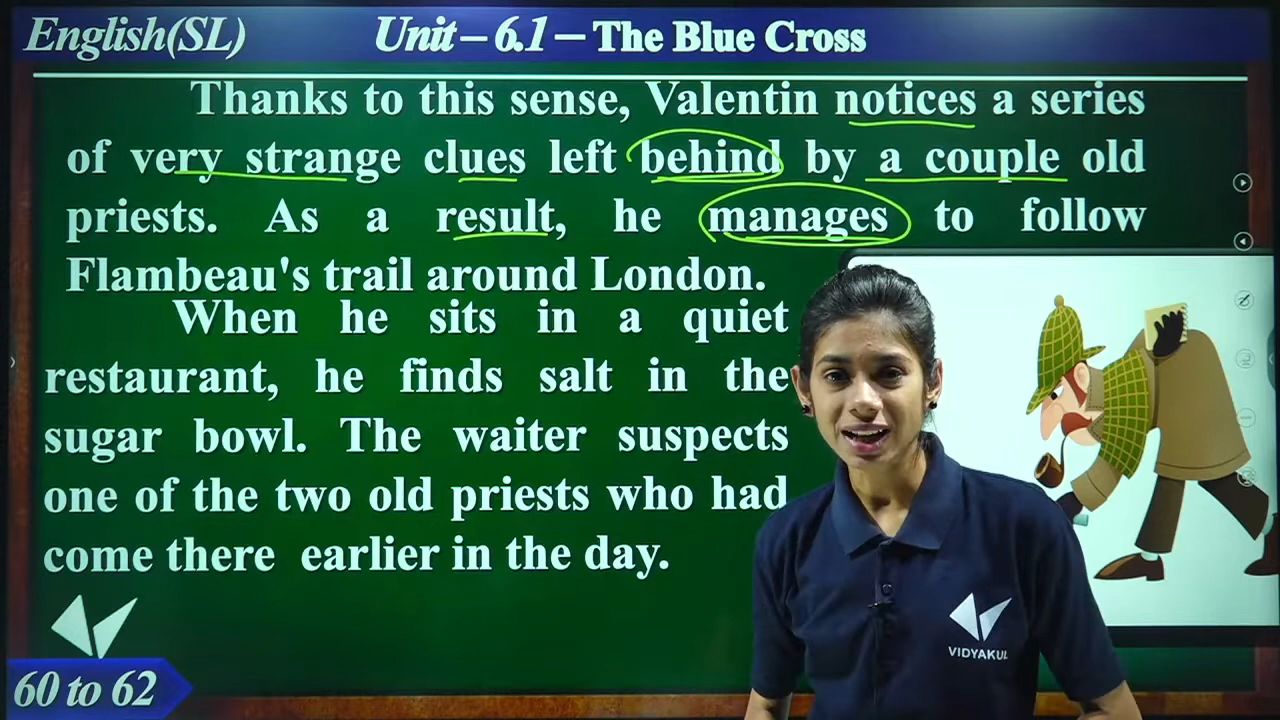 English(SL)
Unit – 6.1 – The Blue Cross
Thanks to this sense, Valentin notices a series
of very strange clues left behind by a couple old
priests. As a result, he manages to follow
Flambeau's trail around London.
When he sits in a quiet
restaurant, he finds salt in the
sugar bowl. The waiter suspects
one of the two old priests who had
come there earlier in the day.
VIDYAKUL
60 to 62